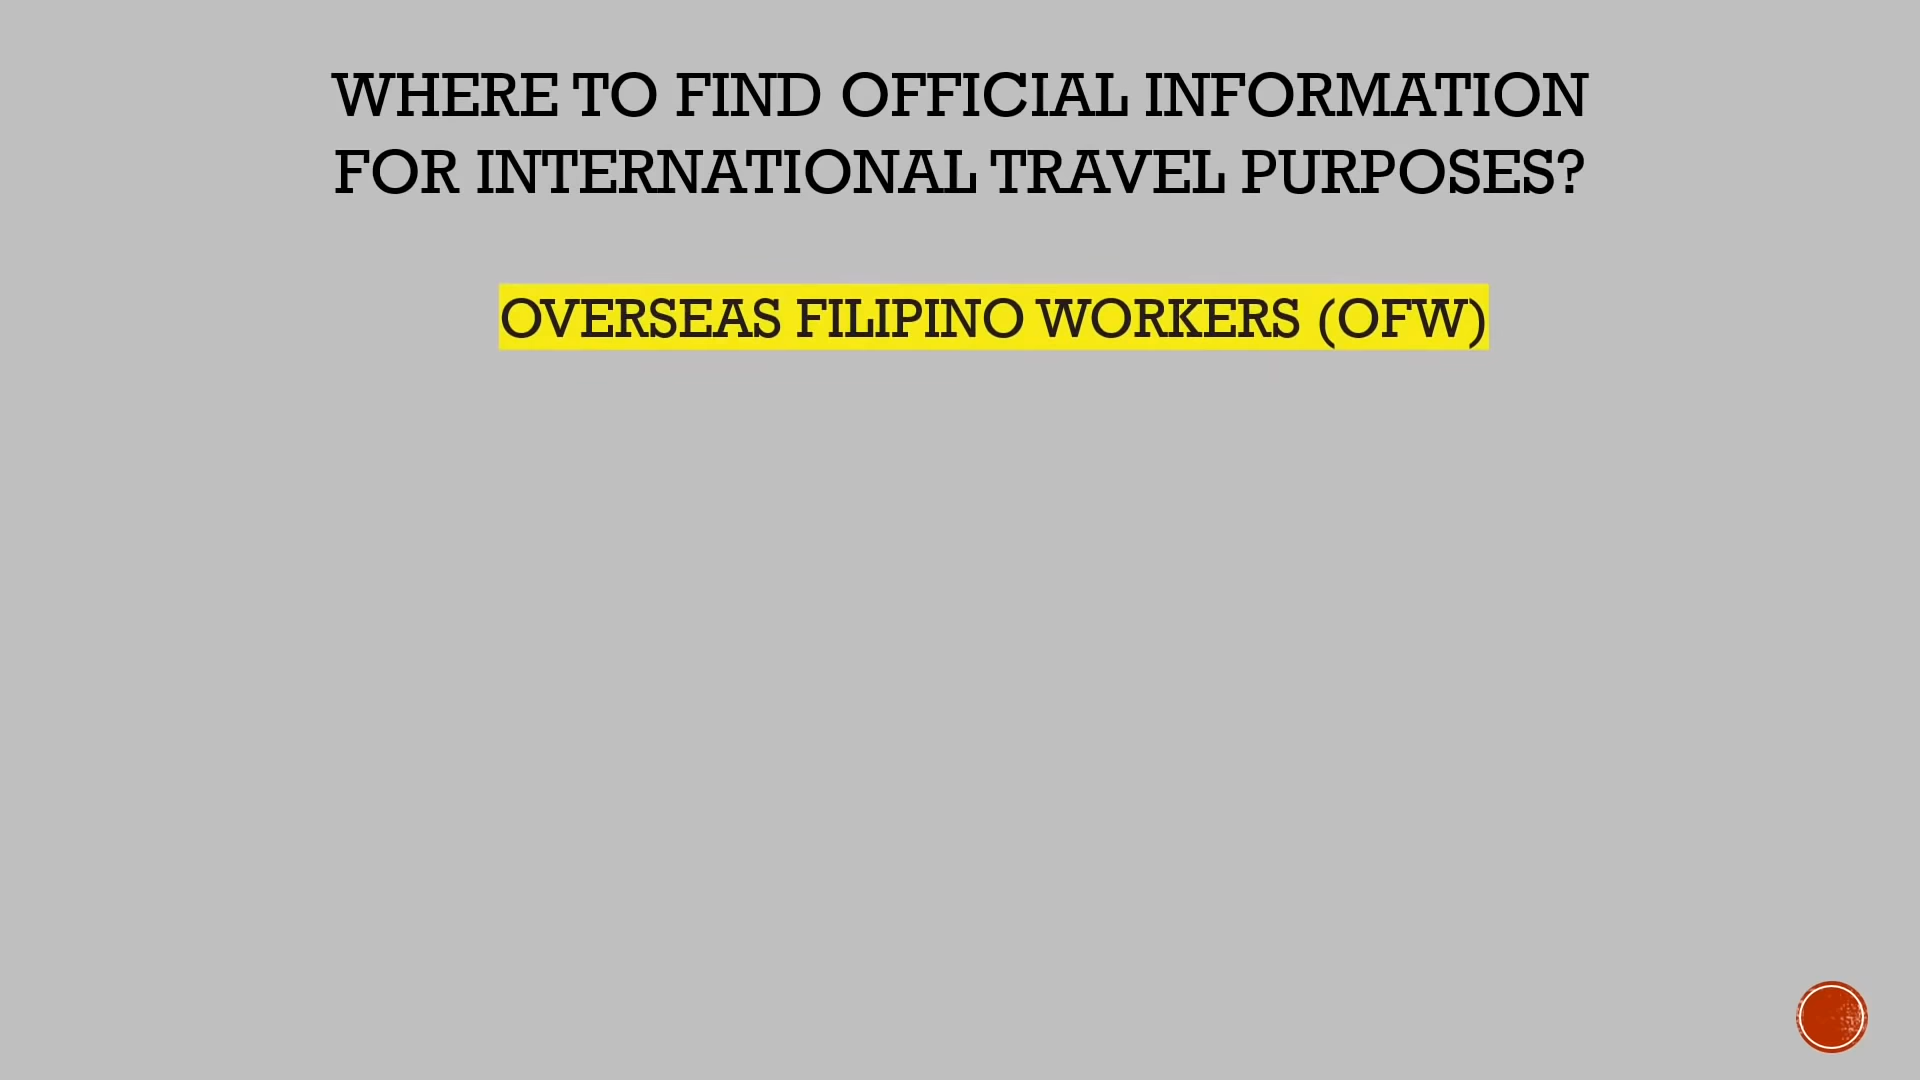 WHERE TO FIND OFFICIAL INFORMATION
FOR INTERNATIONAL TRAVEL PURPOSES?
OVERSEAS FILIPINO WORKERS (OFW)